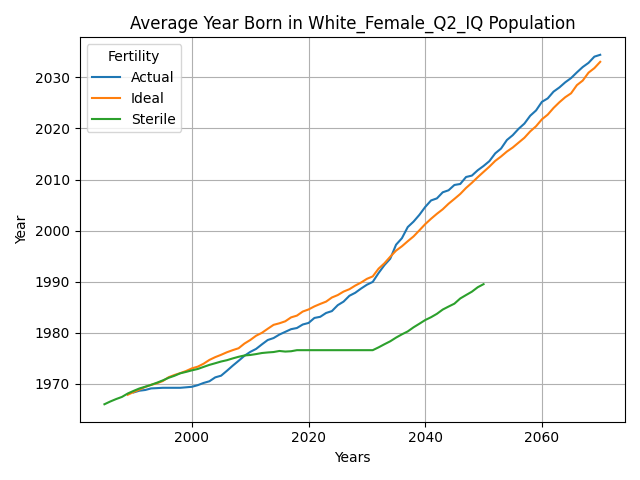 Average Year Born in White_Female_Q2_IQ Population
Fertility
Actual
Ideal
Sterile
Year
2030
2020
2010
2000
1990
1980
1970
2000 2020 2040 2060
Years